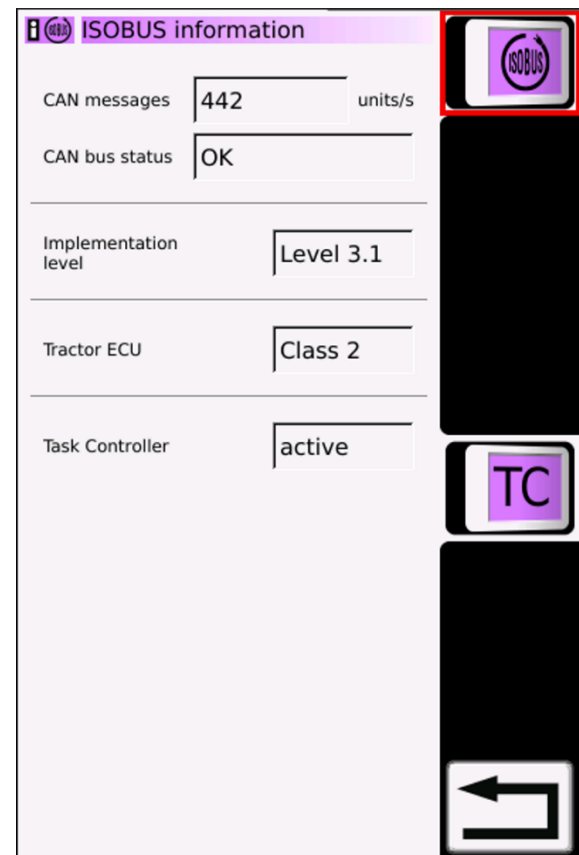 i ISOBUS ISOBUS information
ISOBUS
CAN messages 442 units/s
CAN bus status OK
Implementation
level
Level 3.1
Tractor ECU Class 2
Task Controller active
TC